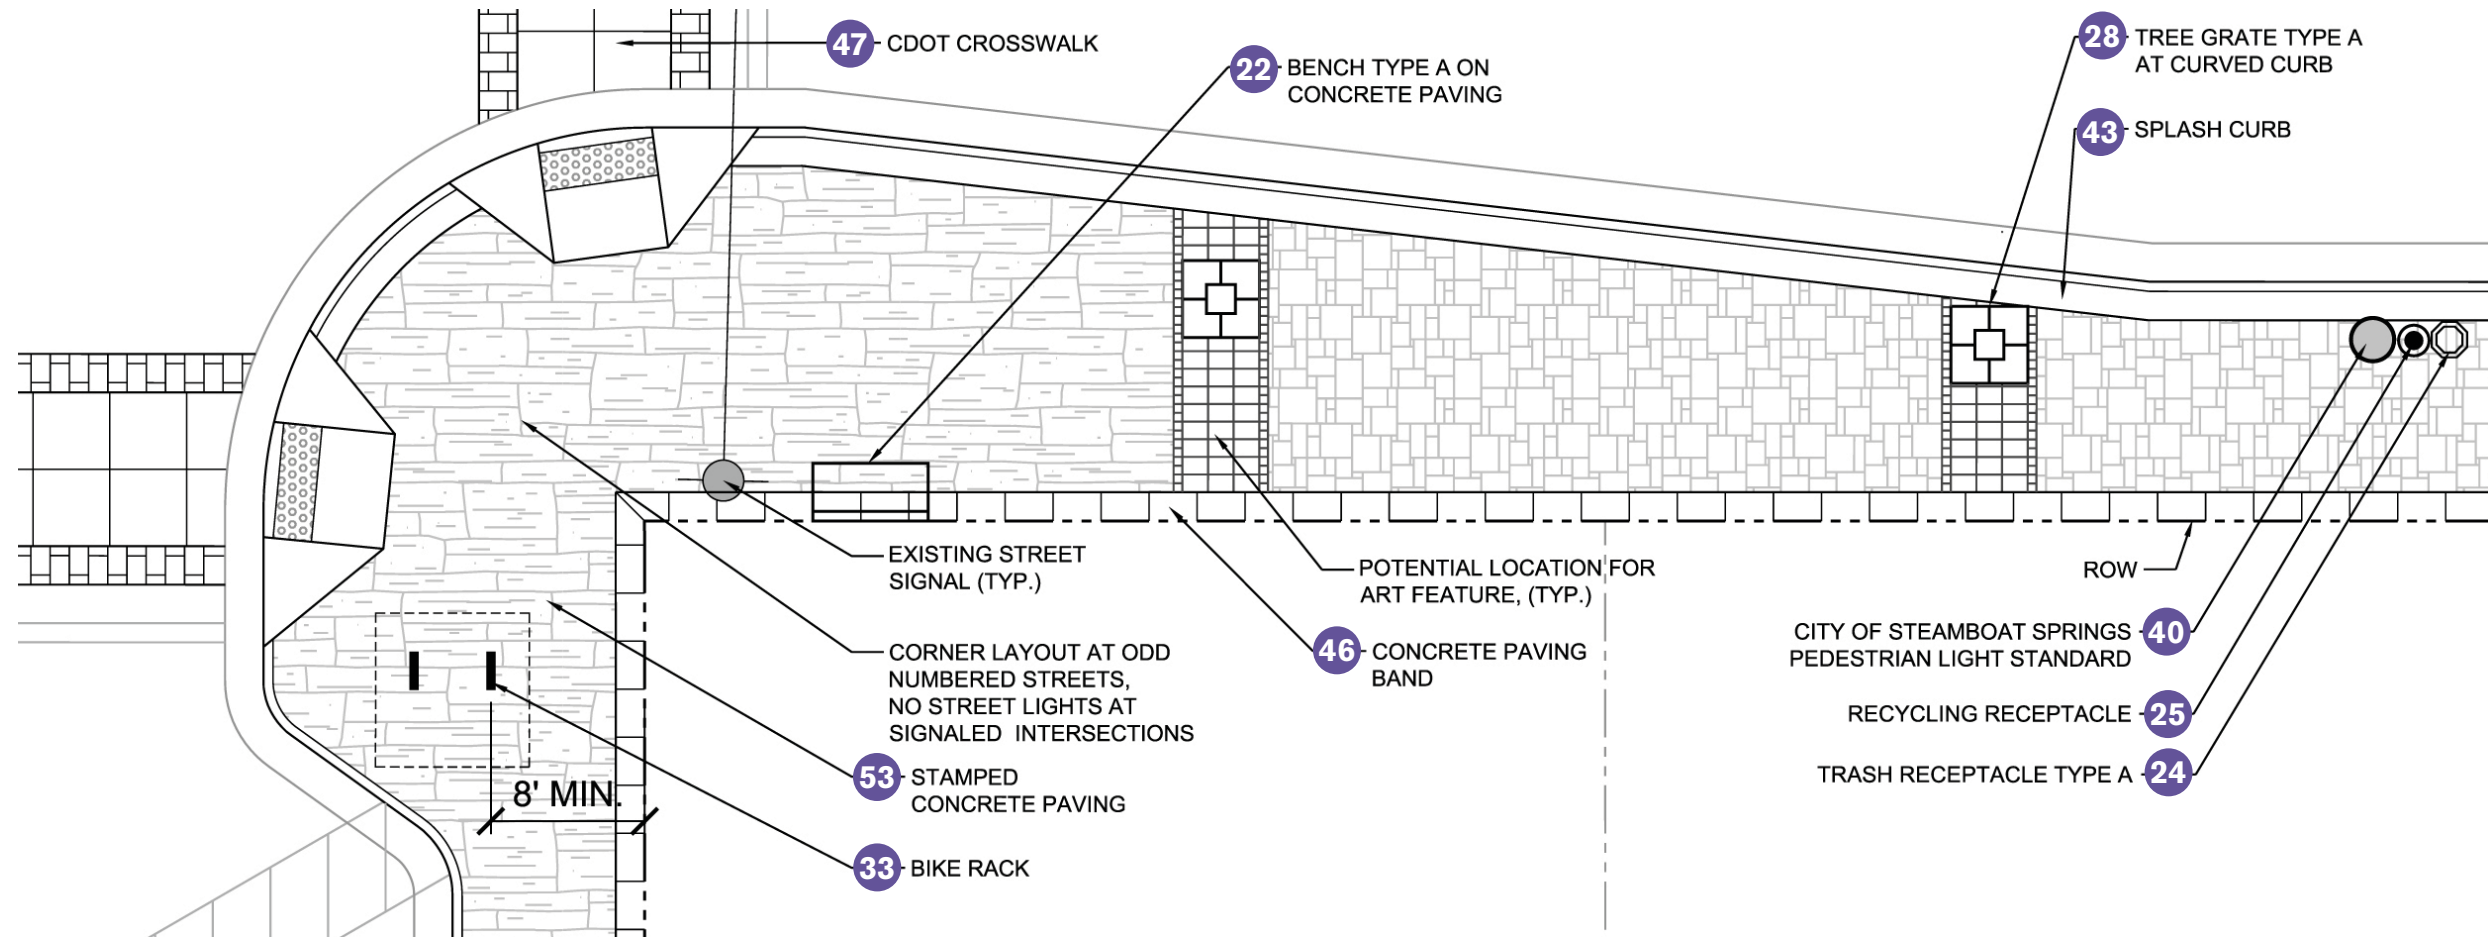 47 CDOT CROSSWALK
22 BENCH TYPE A ON
CONCRETE PAVING
28 TREE GRATE TYPE A
AT CURVED CURB
43 SPLASH CURB
EXISTING STREET
SIGNAL (TYP.)
CORNER LAYOUT AT ODD
NUMBERED STREETS,
NO STREET LIGHTS AT
SIGNALED INTERSECTIONS
53 STAMPED
CONCRETE PAVING
8' MIN.
33 BIKE RACK
POTENTIAL LOCATION FOR
ART FEATURE, (TYP.)
46 CONCRETE PAVING
BAND
ROW
CITY OF STEAMBOAT SPRINGS 40
PEDESTRIAN LIGHT STANDARD
RECYCLING RECEPTACLE 25
TRASH RECEPTACLE TYPE A 24